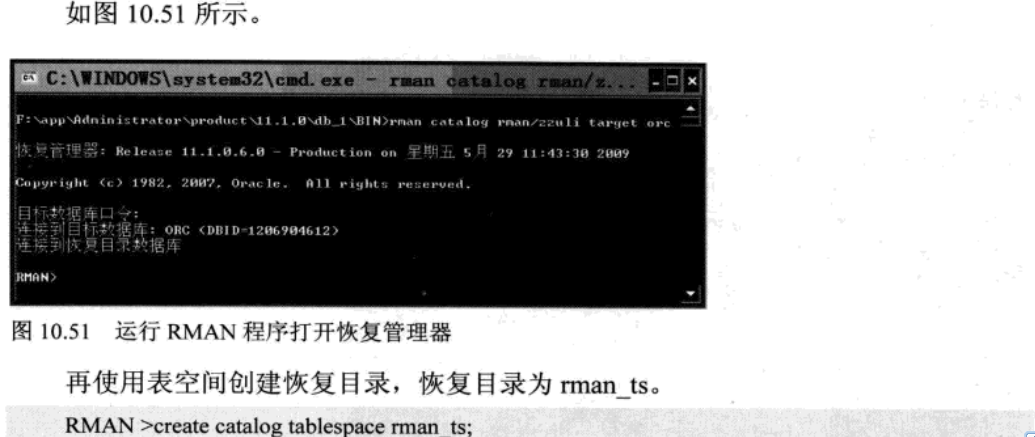 如图 10.51 所示。
C:\WINDOWS\system32\cmd.exe - rman catalog rman/z...
F:\app\Administrator\product\11.1.0\db_1\BIN>rman catalog rman/zzuli target orc
恢复管理器: Release 11.1.0.6.0 - Production on 星期五 5月 29 11:43:30 2009
Copyright (c) 1982, 2007, Oracle.  All rights reserved.
目标数据库口令:
连接到目标数据库: ORC (DBID=1206904612)
连接到恢复目录数据库
RMAN>
图 10.51 运行 RMAN 程序打开恢复管理器
再使用表空间创建恢复目录，恢复目录为 rman_ts。
RMAN >create catalog tablespace rman_ts;